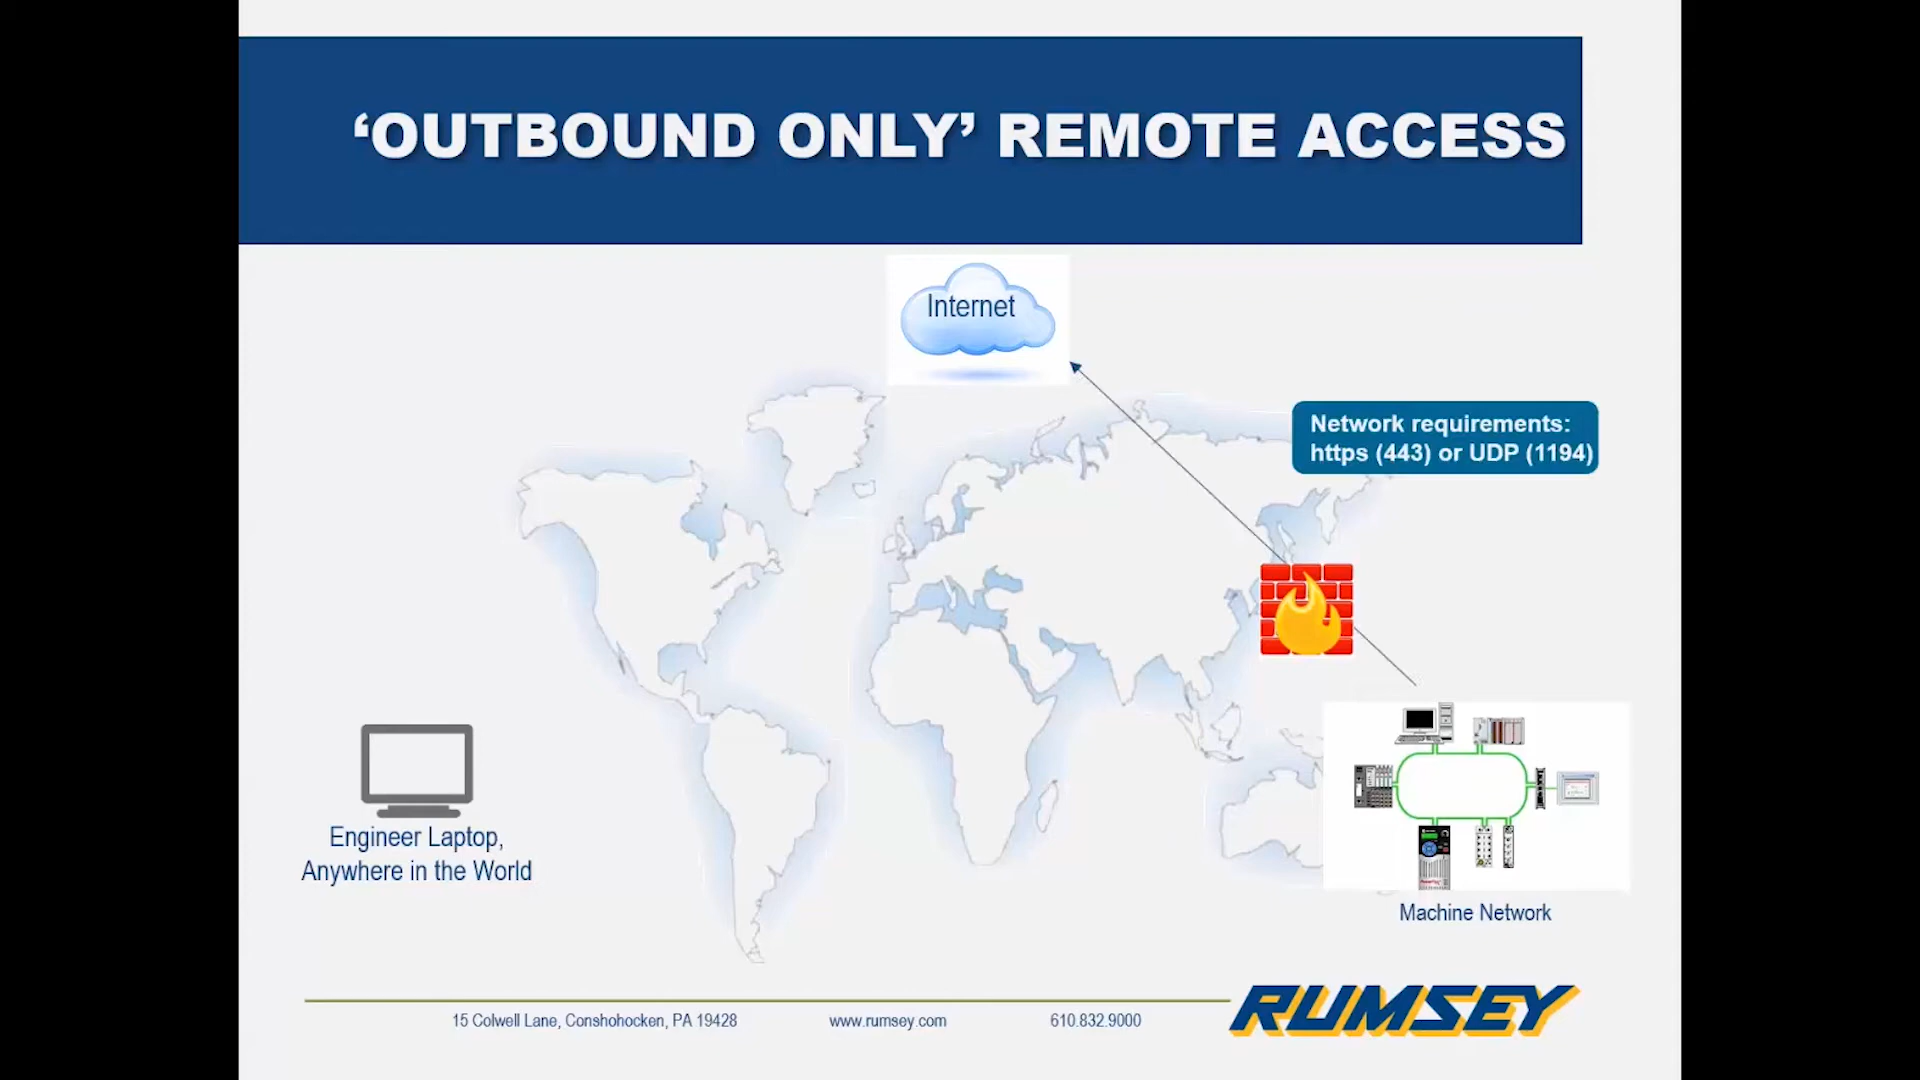 ‘OUTBOUND ONLY’ REMOTE ACCESS
Internet
Network requirements:
https (443) or UDP (1194)
Engineer Laptop,
Anywhere in the World
Machine Network
15 Colwell Lane, Conshohocken, PA 19428
www.rumsey.com
610.832.9000
RUMSEY